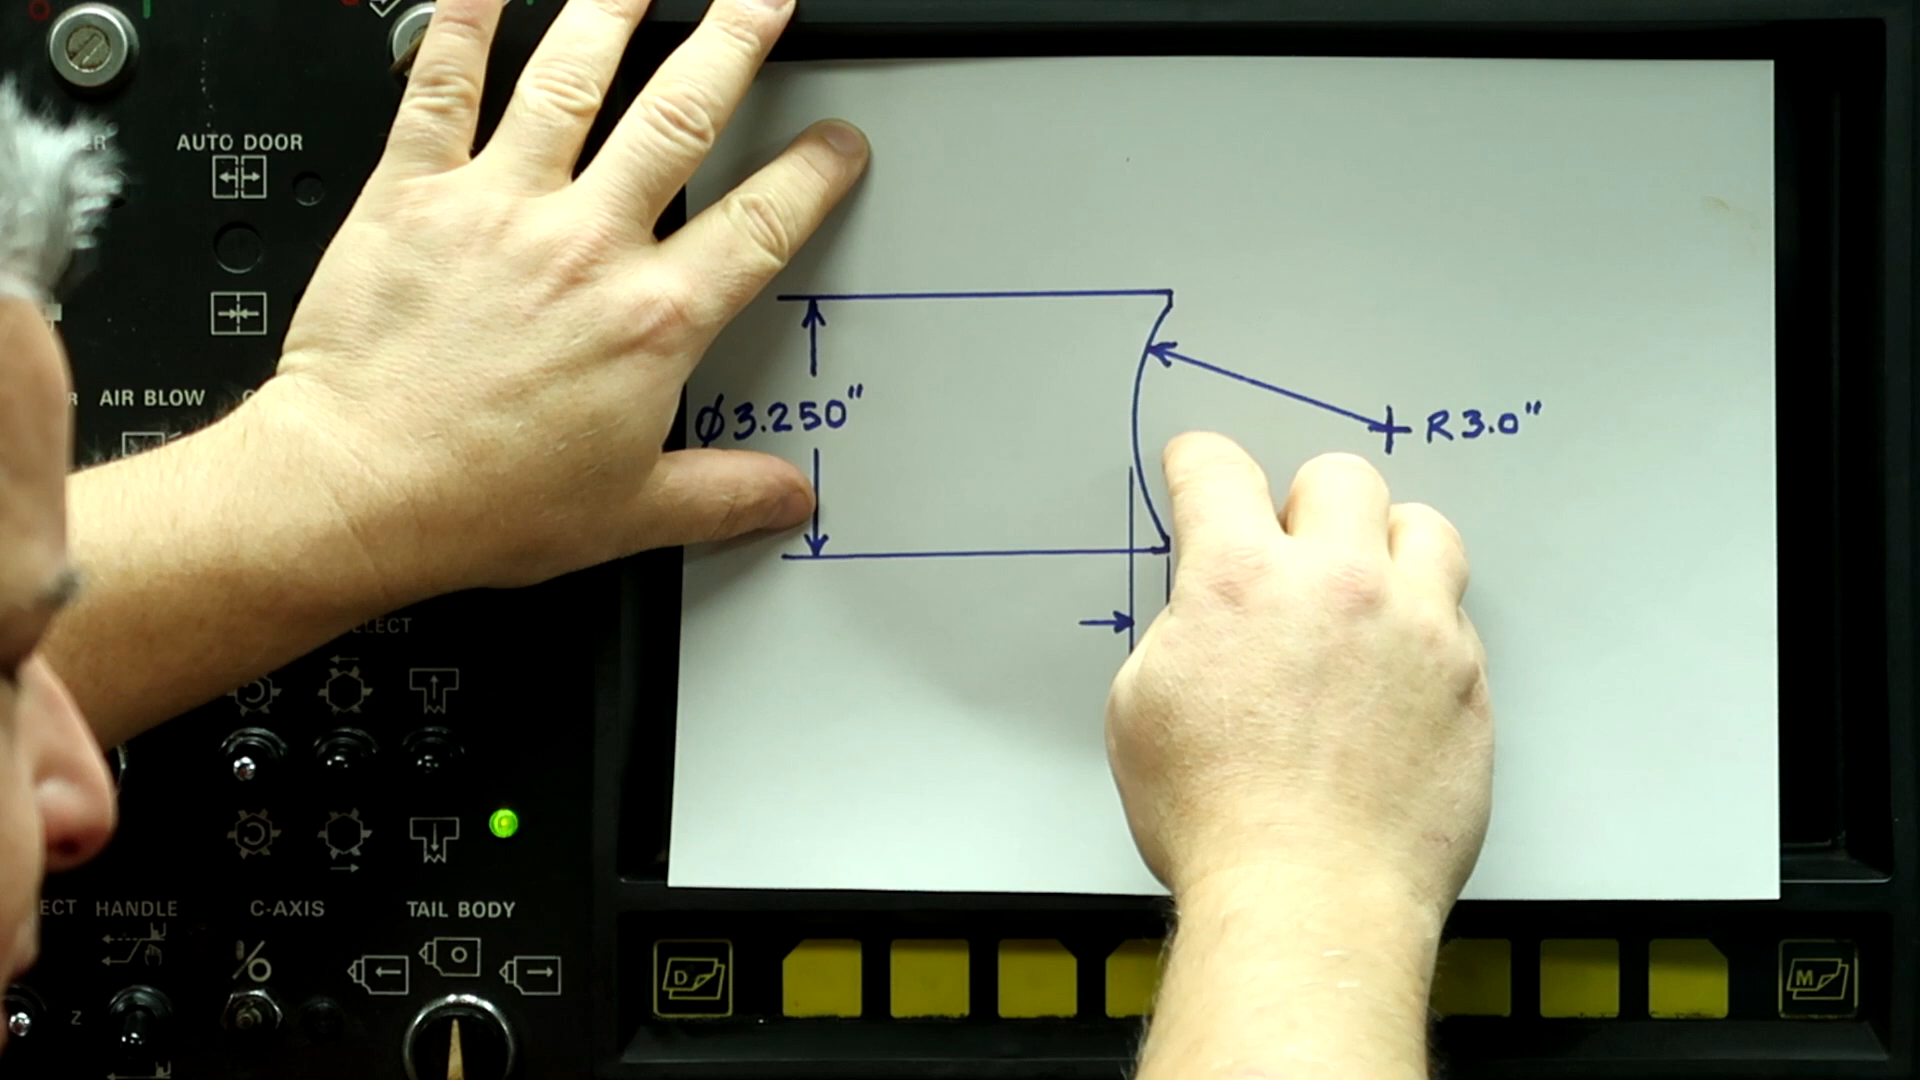 AUTO DOOR
AIR BLOW
Ø3.250"
R3.0"
HANDLE
C-AXIS
TAIL BODY
Z
D
M